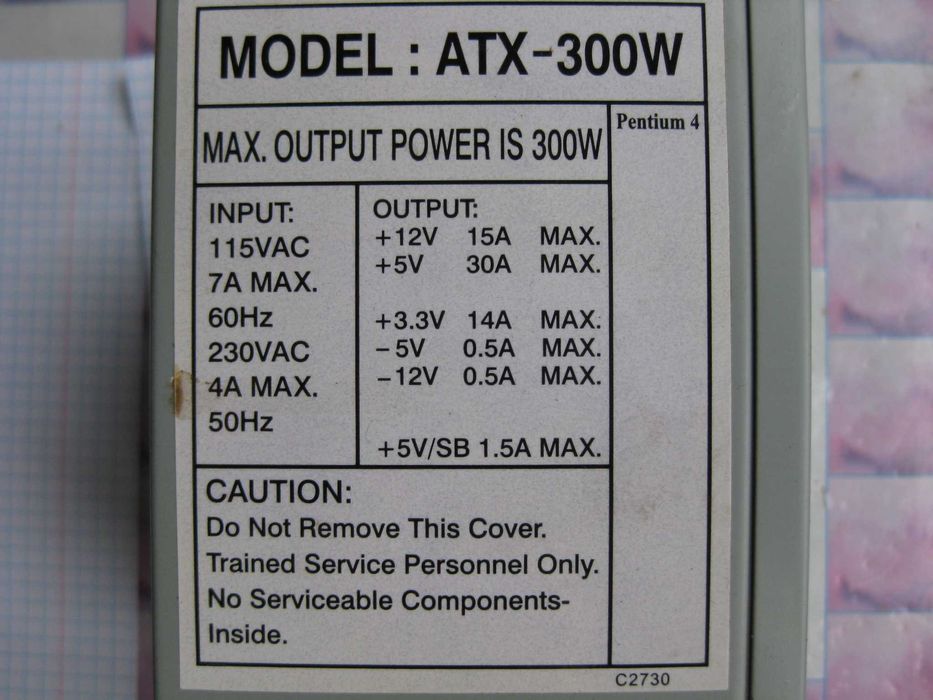 MODEL : ATX-300W
MAX. OUTPUT POWER IS 300W
Pentium 4
INPUT:
115VAC
7A MAX.
60Hz
230VAC
4A MAX.
50Hz
OUTPUT:
+12V 15A MAX.
+5V 30A MAX.
+3.3V 14A MAX.
-5V 0.5A MAX.
-12V 0.5A MAX.
+5V/SB 1.5A MAX.
CAUTION:
Do Not Remove This Cover.
Trained Service Personnel Only.
No Serviceable Components-
Inside.
C2730